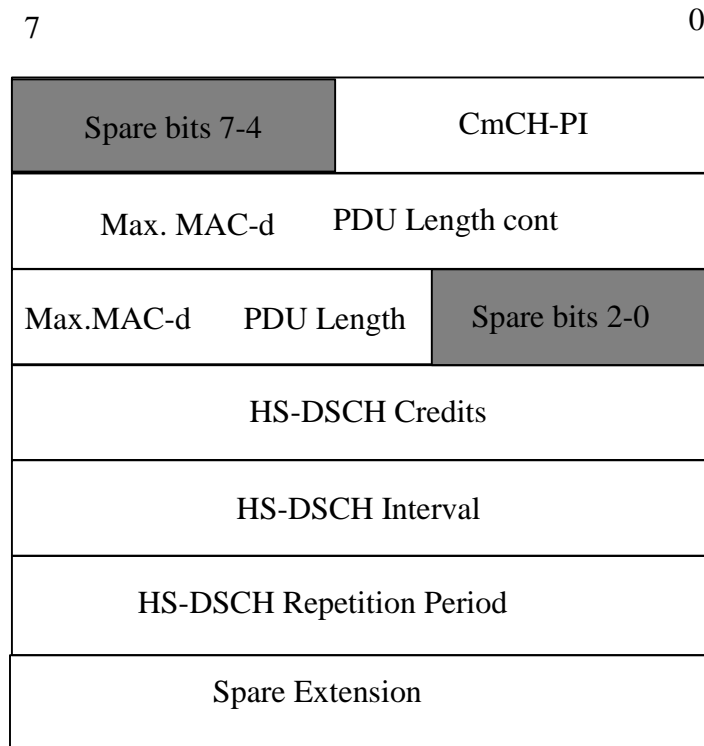 7 0
Spare bits 7-4 CmCH-PI
Max. MAC-d PDU Length cont
Max.MAC-d PDU Length Spare bits 2-0
HS-DSCH Credits
HS-DSCH Interval
HS-DSCH Repetition Period
Spare Extension